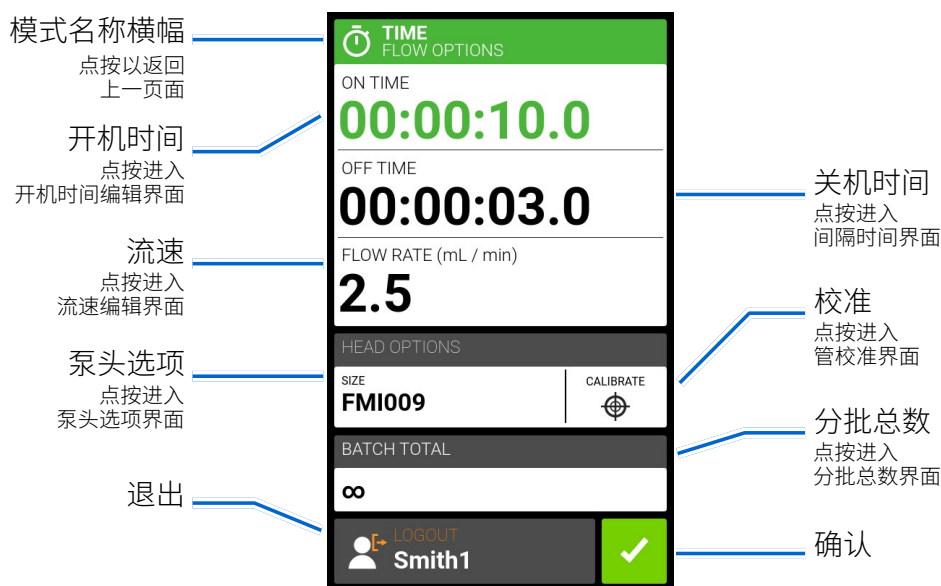 模式名称横幅
点按以返回
上一页面
开机时间
点按进入
开机时间编辑界面
流速
点按进入
流速编辑界面
泵头选项
点按进入
泵头选项界面
退出
TIME
FLOW OPTIONS
ON TIME
00:00:10.0
OFF TIME
00:00:03.0
FLOW RATE (mL / min)
2.5
HEAD OPTIONS
SIZE
FMI009
CALIBRATE
BATCH TOTAL
∞
LOGOUT
Smith1
关机时间
点按进入
间隔时间界面
校准
点按进入
管校准界面
分批总数
点按进入
分批总数界面
确认